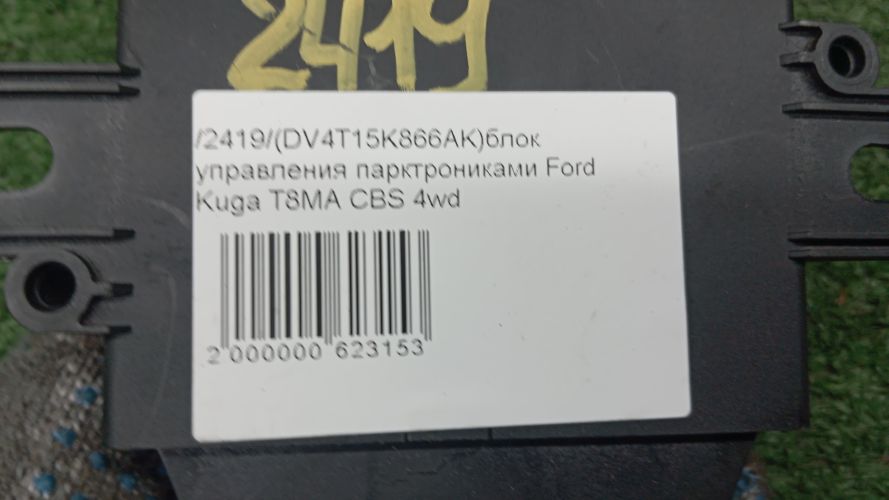 2419
/2419/(DV4T15K866AK)блок
управления парктрониками Ford
Kuga T8MA CBS 4wd
2 000000 623153